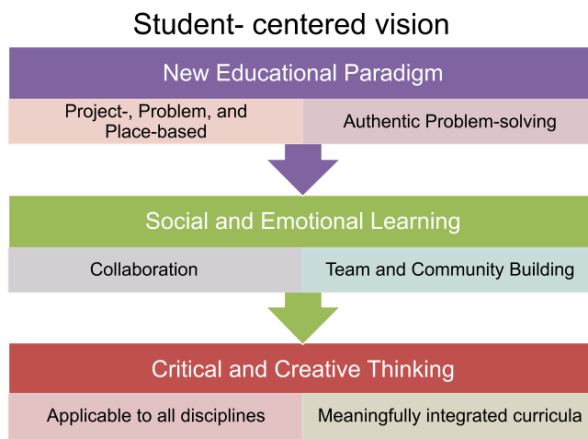 Student- centered vision
New Educational Paradigm
Project-, Problem, and
Place-based
Authentic Problem-solving
Social and Emotional Learning
Collaboration
Team and Community Building
Critical and Creative Thinking
Applicable to all disciplines
Meaningfully integrated curricula